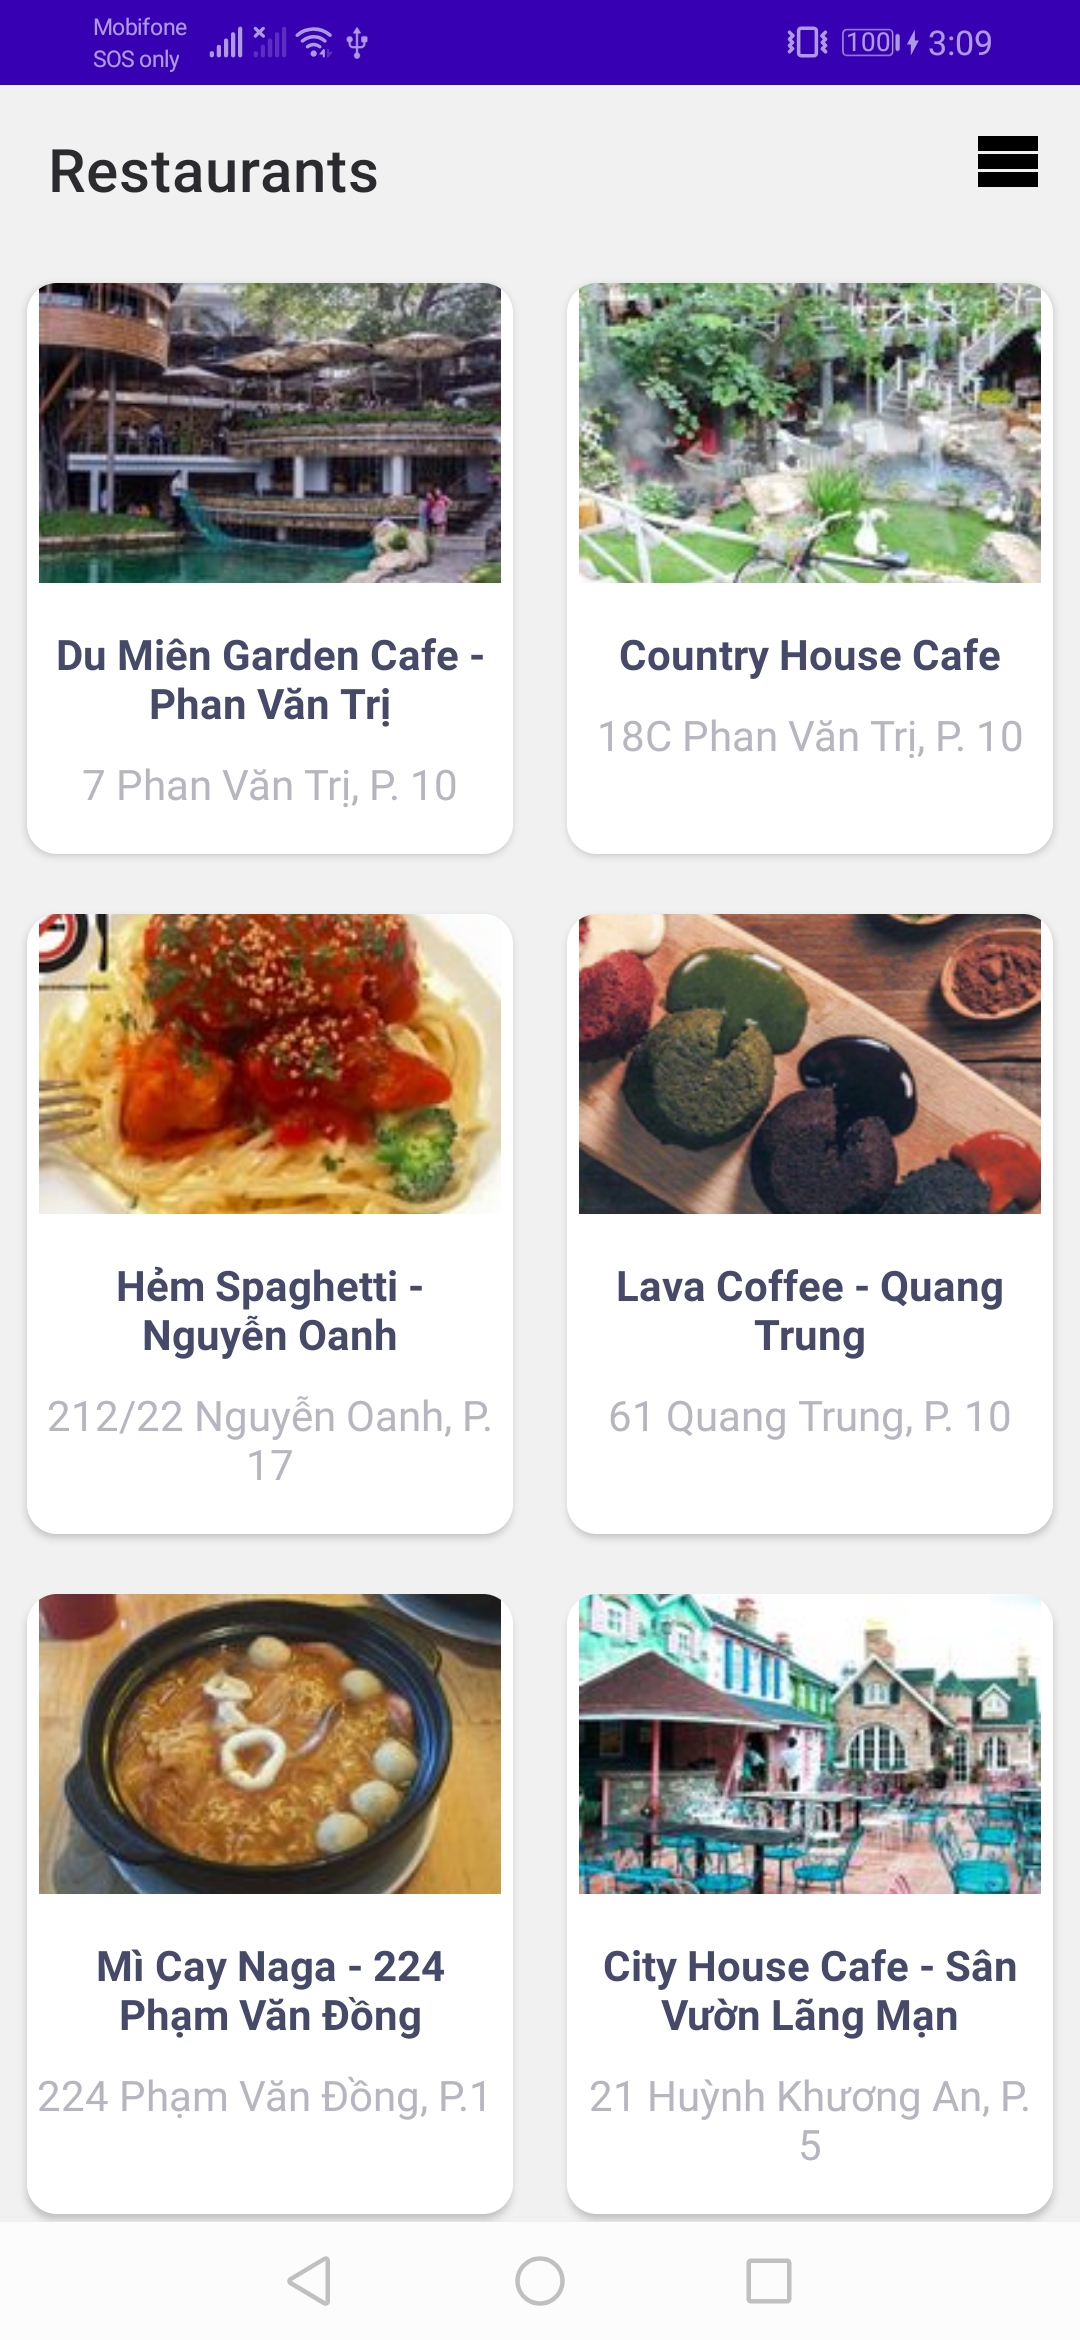 Mobifone
SOS only
100
3:09
Restaurants
Du Miên Garden Cafe -
Phan Văn Trị
7 Phan Văn Trị, P. 10
Country House Cafe
18C Phan Văn Trị, P. 10
Hẻm Spaghetti -
Nguyễn Oanh
212/22 Nguyễn Oanh, P.
17
Lava Coffee - Quang
Trung
61 Quang Trung, P. 10
Mì Cay Naga - 224
Phạm Văn Đồng
224 Phạm Văn Đồng, P.1
City House Cafe - Sân
Vườn Lãng Mạn
21 Huỳnh Khương An, P.
5